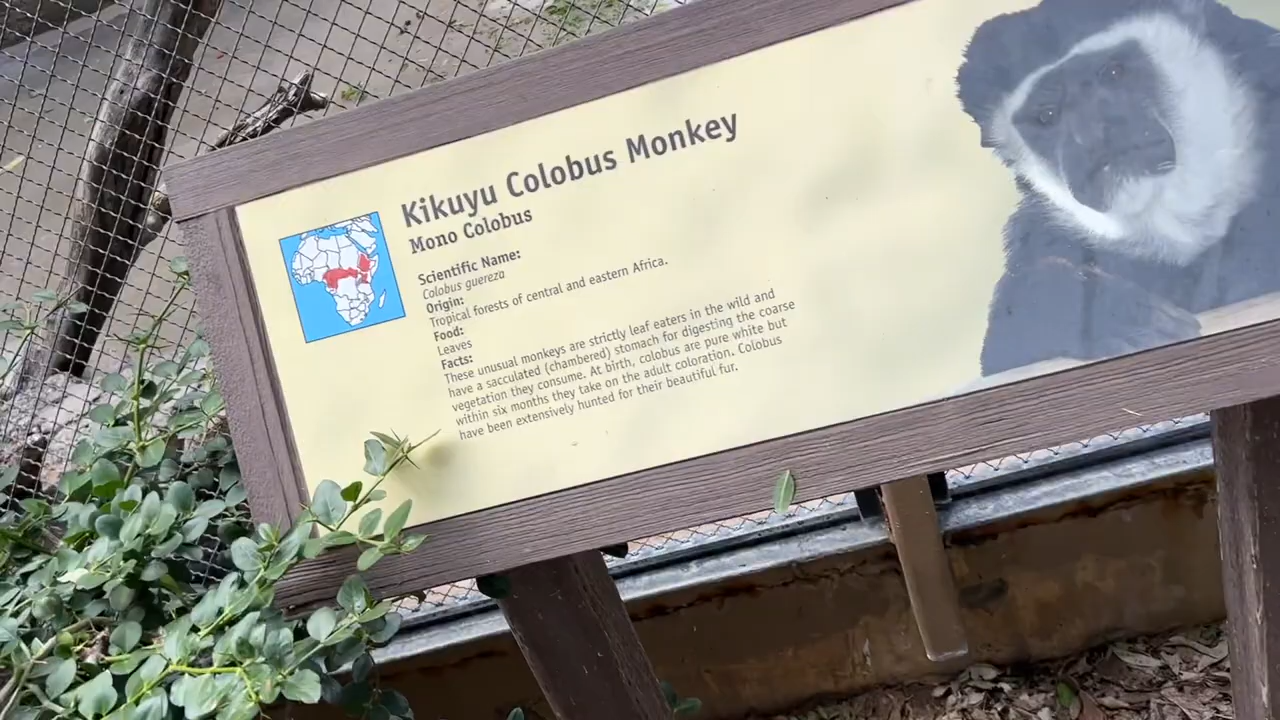 Kikuyu Colobus Monkey
Mono Colobus
Scientific Name:
Colobus guereza
Origin:
Tropical forests of central and eastern Africa.
Food:
Leaves
Facts:
These unusual monkeys are strictly leaf eaters in the wild and
have a sacculated (chambered) stomach for digesting the coarse
vegetation they consume. At birth, colobus are pure white but
within six months they take on the adult coloration. Colobus
have been extensively hunted for their beautiful fur.